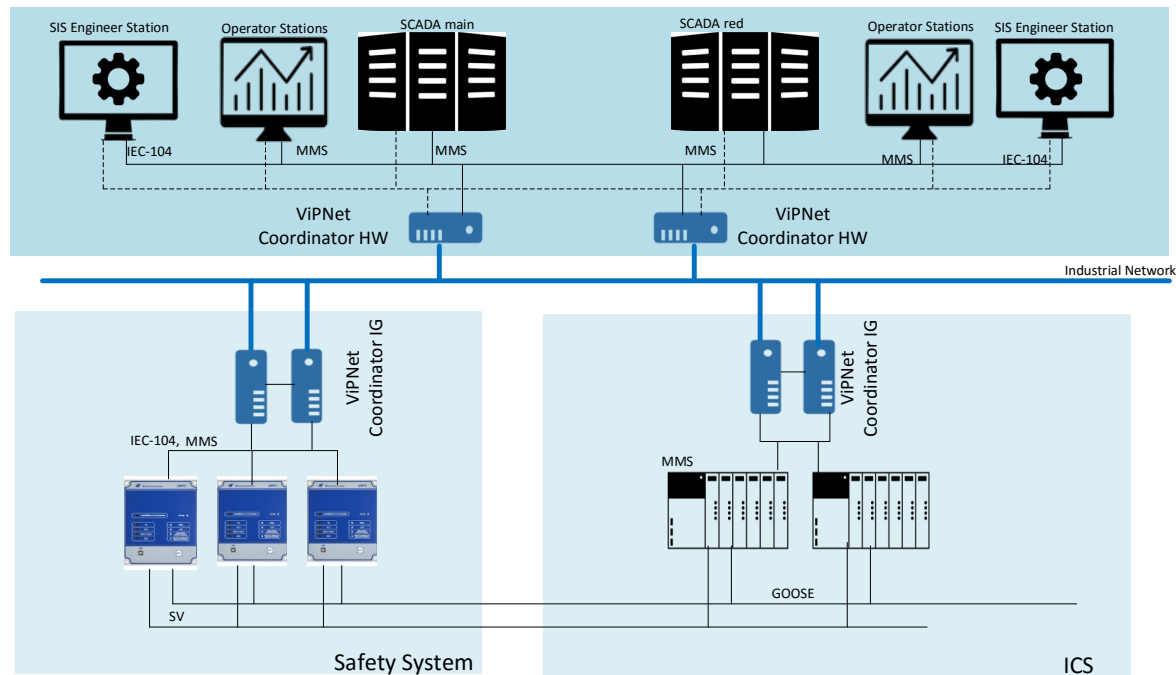 SIS Engineer Station
Operator Stations
SCADA main
SCADA red
Operator Stations
SIS Engineer Station
IEC-104
MMS
MMS
MMS
MMS
IEC-104
ViPNet
Coordinator HW
ViPNet
Coordinator HW
Industrial Network
ViPNet
Coordinator IG
ViPNet
Coordinator IG
IEC-104, MMS
MMS
GOOSE
SV
Safety System
ICS